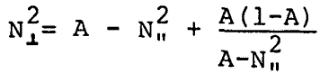 N⊥² = A - N"² + A(1-A) / A-N"²